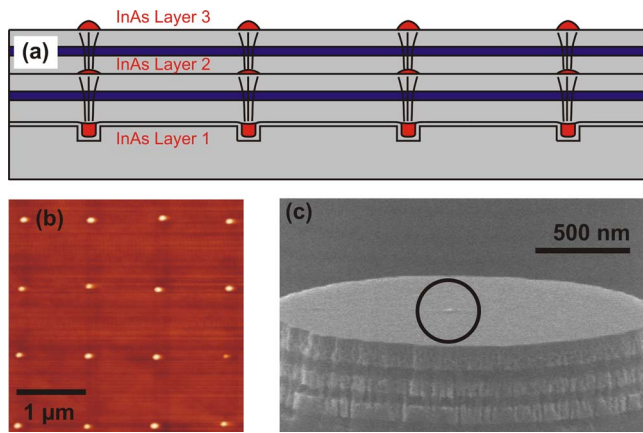 InAs Layer 3
(a)
InAs Layer 2
InAs Layer 1
(b)
(c)
500 nm
1 µm